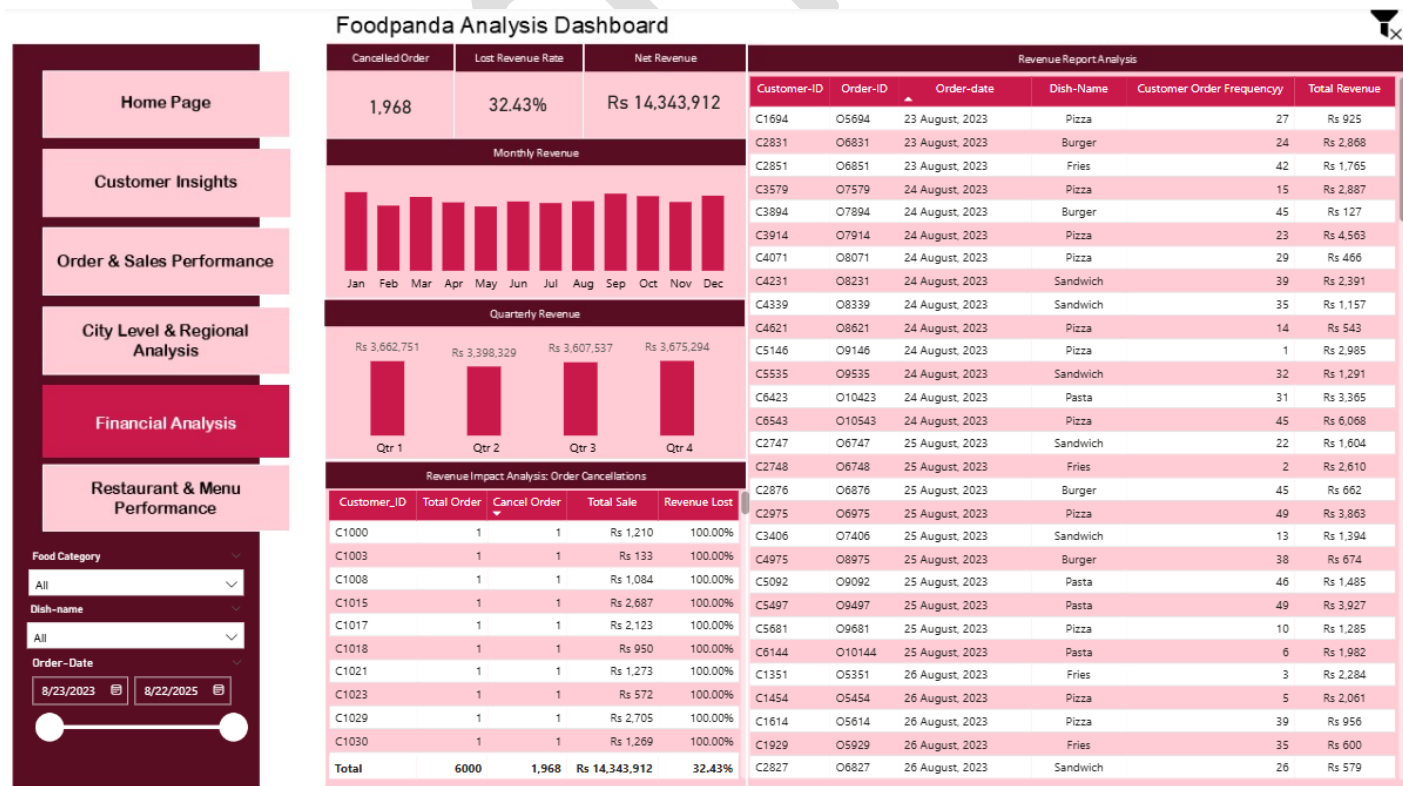 Foodpanda Analysis Dashboard
Home Page
Customer Insights
Order & Sales Performance
City Level & Regional
Analysis
Financial Analysis
Restaurant & Menu
Performance
Food Category
All
Dish-name
All
Order-Date
8/23/2023 8/22/2025
Cancelled Order Lost Revenue Rate Net Revenue
1,968 32.43% Rs 14,343,912
Monthly Revenue
Jan Feb Mar Apr May Jun Jul Aug Sep Oct Nov Dec
Quarterly Revenue
Rs 3,662,751 Rs 3,398,329 Rs 3,607,537 Rs 3,675,294
Qtr 1 Qtr 2 Qtr 3 Qtr 4
Revenue Impact Analysis: Order Cancellations
Customer_ID Total Order Cancel Order Total Sale Revenue Lost
C1000 1 1 Rs 1,210 100.00%
C1003 1 1 Rs 133 100.00%
C1008 1 1 Rs 1,084 100.00%
C1015 1 1 Rs 2,687 100.00%
C1017 1 1 Rs 2,123 100.00%
C1018 1 1 Rs 950 100.00%
C1021 1 1 Rs 1,273 100.00%
C1023 1 1 Rs 572 100.00%
C1029 1 1 Rs 2,705 100.00%
C1030 1 1 Rs 1,269 100.00%
Total 6000 1,968 Rs 14,343,912 32.43%
Revenue Report Analysis
Customer-ID Order-ID Order-date Dish-Name Customer Order Frequencyy Total Revenue
C1694 O5694 23 August, 2023 Pizza 27 Rs 925
C2831 O6831 23 August, 2023 Burger 24 Rs 2,868
C2851 O6851 23 August, 2023 Fries 42 Rs 1,765
C3579 O7579 24 August, 2023 Pizza 15 Rs 2,887
C3894 O7894 24 August, 2023 Burger 45 Rs 127
C3914 O7914 24 August, 2023 Pizza 23 Rs 4,563
C4071 O8071 24 August, 2023 Pizza 29 Rs 466
C4231 O8231 24 August, 2023 Sandwich 39 Rs 2,391
C4339 O8339 24 August, 2023 Sandwich 35 Rs 1,157
C4621 O8621 24 August, 2023 Pizza 14 Rs 543
C5146 O9146 24 August, 2023 Pizza 1 Rs 2,985
C5535 O9535 24 August, 2023 Sandwich 32 Rs 1,291
C6423 O10423 24 August, 2023 Pasta 31 Rs 3,365
C6543 O10543 24 August, 2023 Pizza 45 Rs 6,068
C2747 O6747 25 August, 2023 Sandwich 22 Rs 1,604
C2748 O6748 25 August, 2023 Fries 2 Rs 2,610
C2876 O6876 25 August, 2023 Burger 45 Rs 662
C2975 O6975 25 August, 2023 Pizza 49 Rs 3,863
C3406 O7406 25 August, 2023 Sandwich 13 Rs 1,394
C4975 O8975 25 August, 2023 Burger 38 Rs 674
C5092 O9092 25 August, 2023 Pasta 46 Rs 1,485
C5497 O9497 25 August, 2023 Pasta 49 Rs 3,927
C5681 O9681 25 August, 2023 Pizza 10 Rs 1,285
C6144 O10144 25 August, 2023 Pasta 6 Rs 1,982
C1351 O5351 26 August, 2023 Fries 3 Rs 2,284
C1454 O5454 26 August, 2023 Pizza 5 Rs 2,061
C1614 O5614 26 August, 2023 Pizza 39 Rs 956
C1929 O5929 26 August, 2023 Fries 35 Rs 600
C2827 O6827 26 August, 2023 Sandwich 26 Rs 579